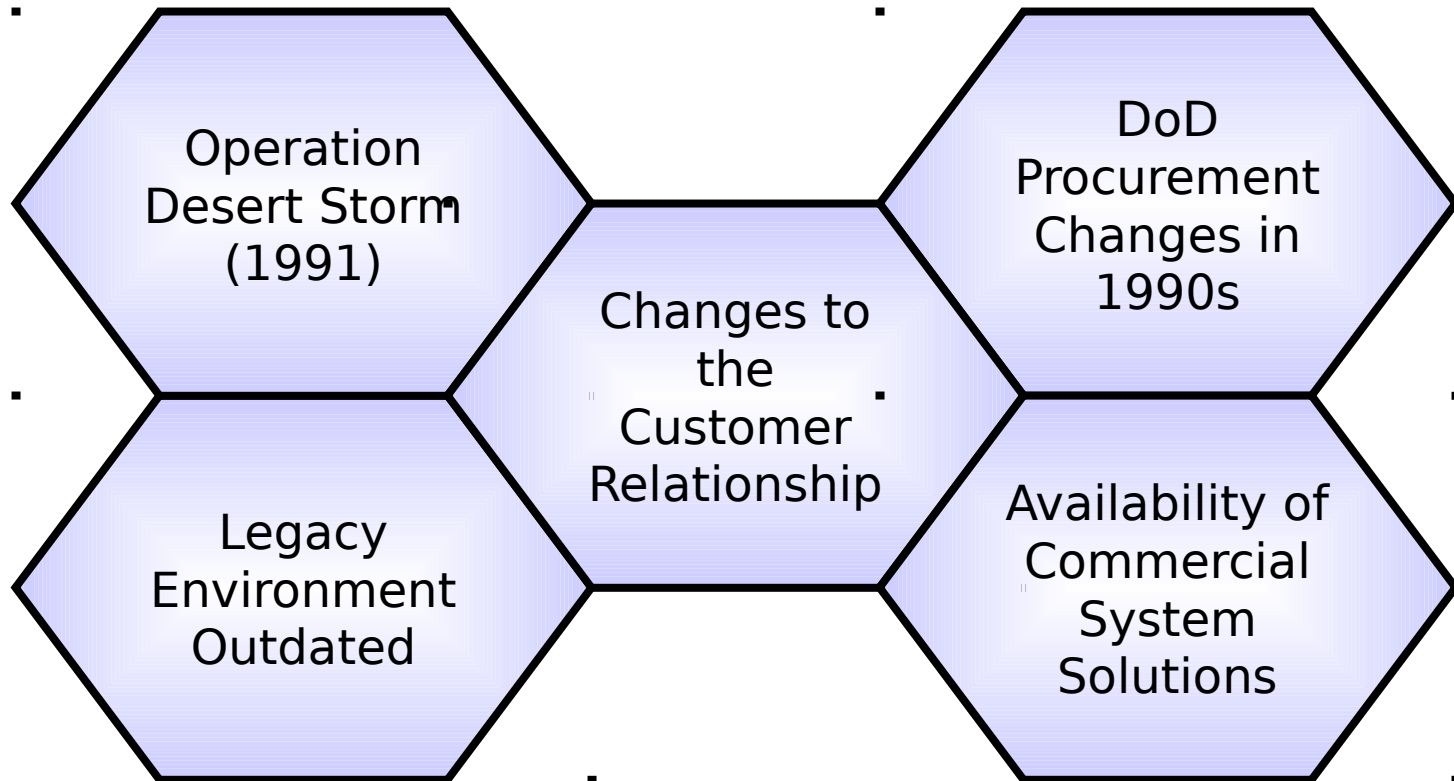 Operation
Desert Storm
(1991)
DoD
Procurement
Changes in
1990s
Changes to
the
Customer
Relationship
Legacy
Environment
Outdated
Availability of
Commercial
System
Solutions